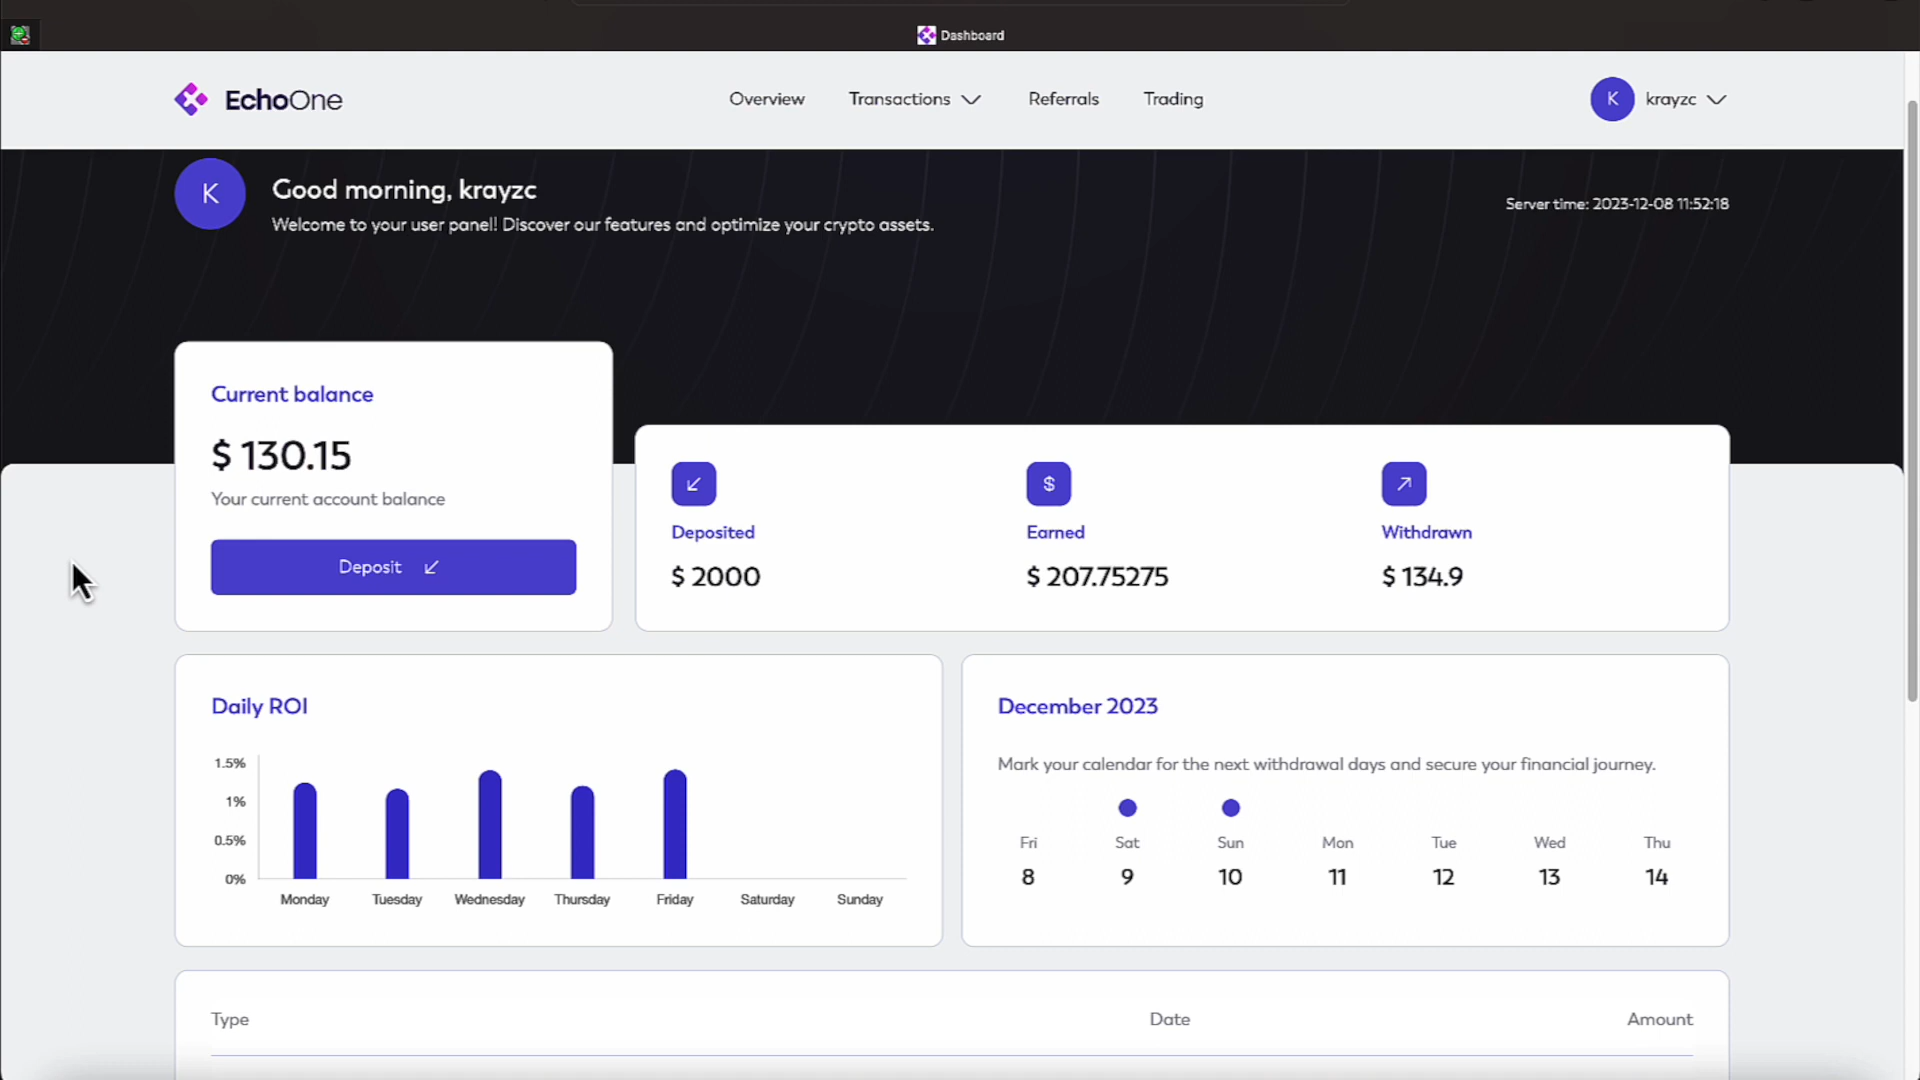 Dashboard
EchoOne
Overview
Transactions
Referrals
Trading
K
krayzc
K
Good morning, krayzc
Welcome to your user panel! Discover our features and optimize your crypto assets.
Server time: 2023-12-08 11:52:18
Current balance
$ 130.15
Your current account balance
Deposit
$
Deposited
Earned
Withdrawn
$ 2000
$ 207.75275
$ 134.9
Daily ROI
1.5%
1%
0.5%
0%
Monday
Tuesday
Wednesday
Thursday
Friday
Saturday
Sunday
December 2023
Mark your calendar for the next withdrawal days and secure your financial journey.
Fri
Sat
Sun
Mon
Tue
Wed
Thu
8
9
10
11
12
13
14
Type
Date
Amount